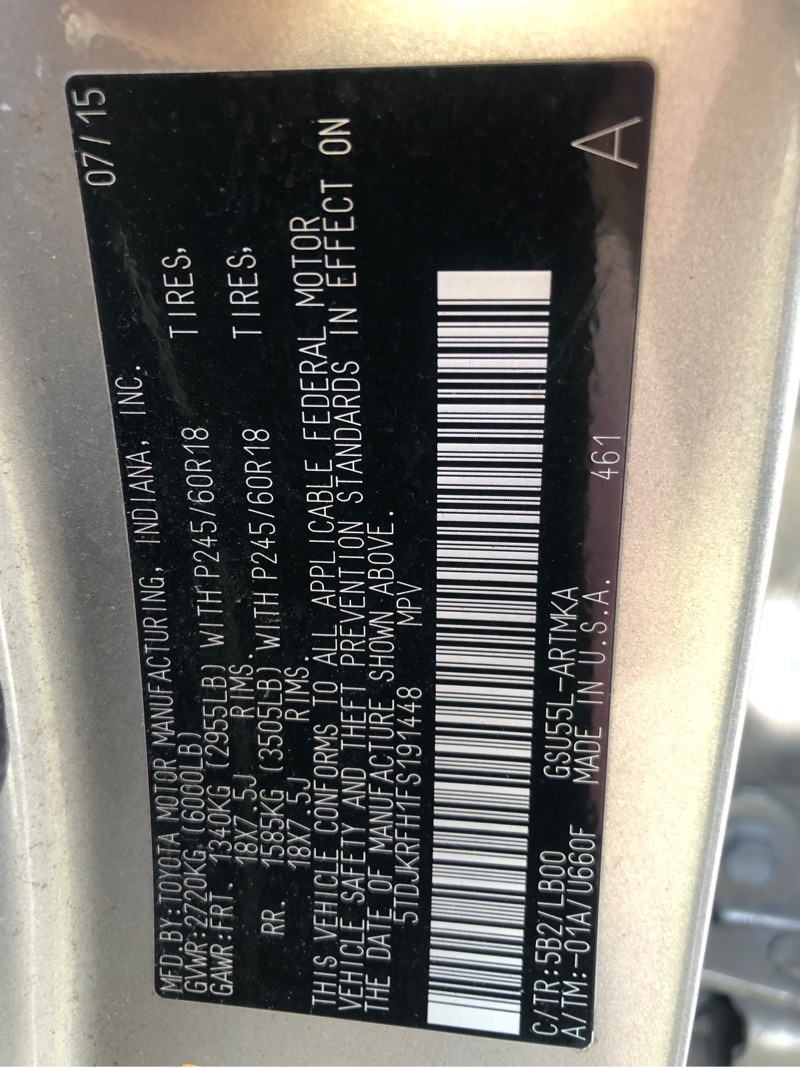 MFD BY:TOYOTA MOTOR MANUFACTURING, INDIANA, INC. 07/15
GVWR:2720KG (6000LB)
GAWR:FRT. 1340KG (2955LB) WITH P245/60R18 TIRES,
18X7.5J RIMS.
RR. 1585KG (3505LB) WITH P245/60R18 TIRES,
18X7.5J RIMS.
THIS VEHICLE CONFORMS TO ALL APPLICABLE FEDERAL MOTOR
VEHICLE SAFETY AND THEFT PREVENTION STANDARDS IN EFFECT ON
THE DATE OF MANUFACTURE SHOWN ABOVE.
5TDJKRFH1FS191448 MPV
C/TR:5B2/LB00 GSU55L-ARTMKA A
A/TM:-01A/U660F MADE IN U.S.A. 461